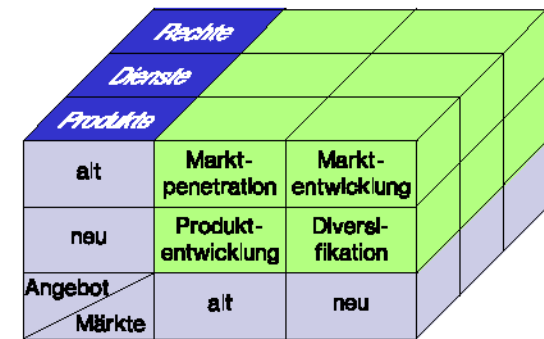 Rechte
Dienste
Produkte
alt
Markt-
penetration
Markt-
entwicklung
neu
Produkt-
entwicklung
Diversi-
fikation
Angebot
Märkte
alt
neu